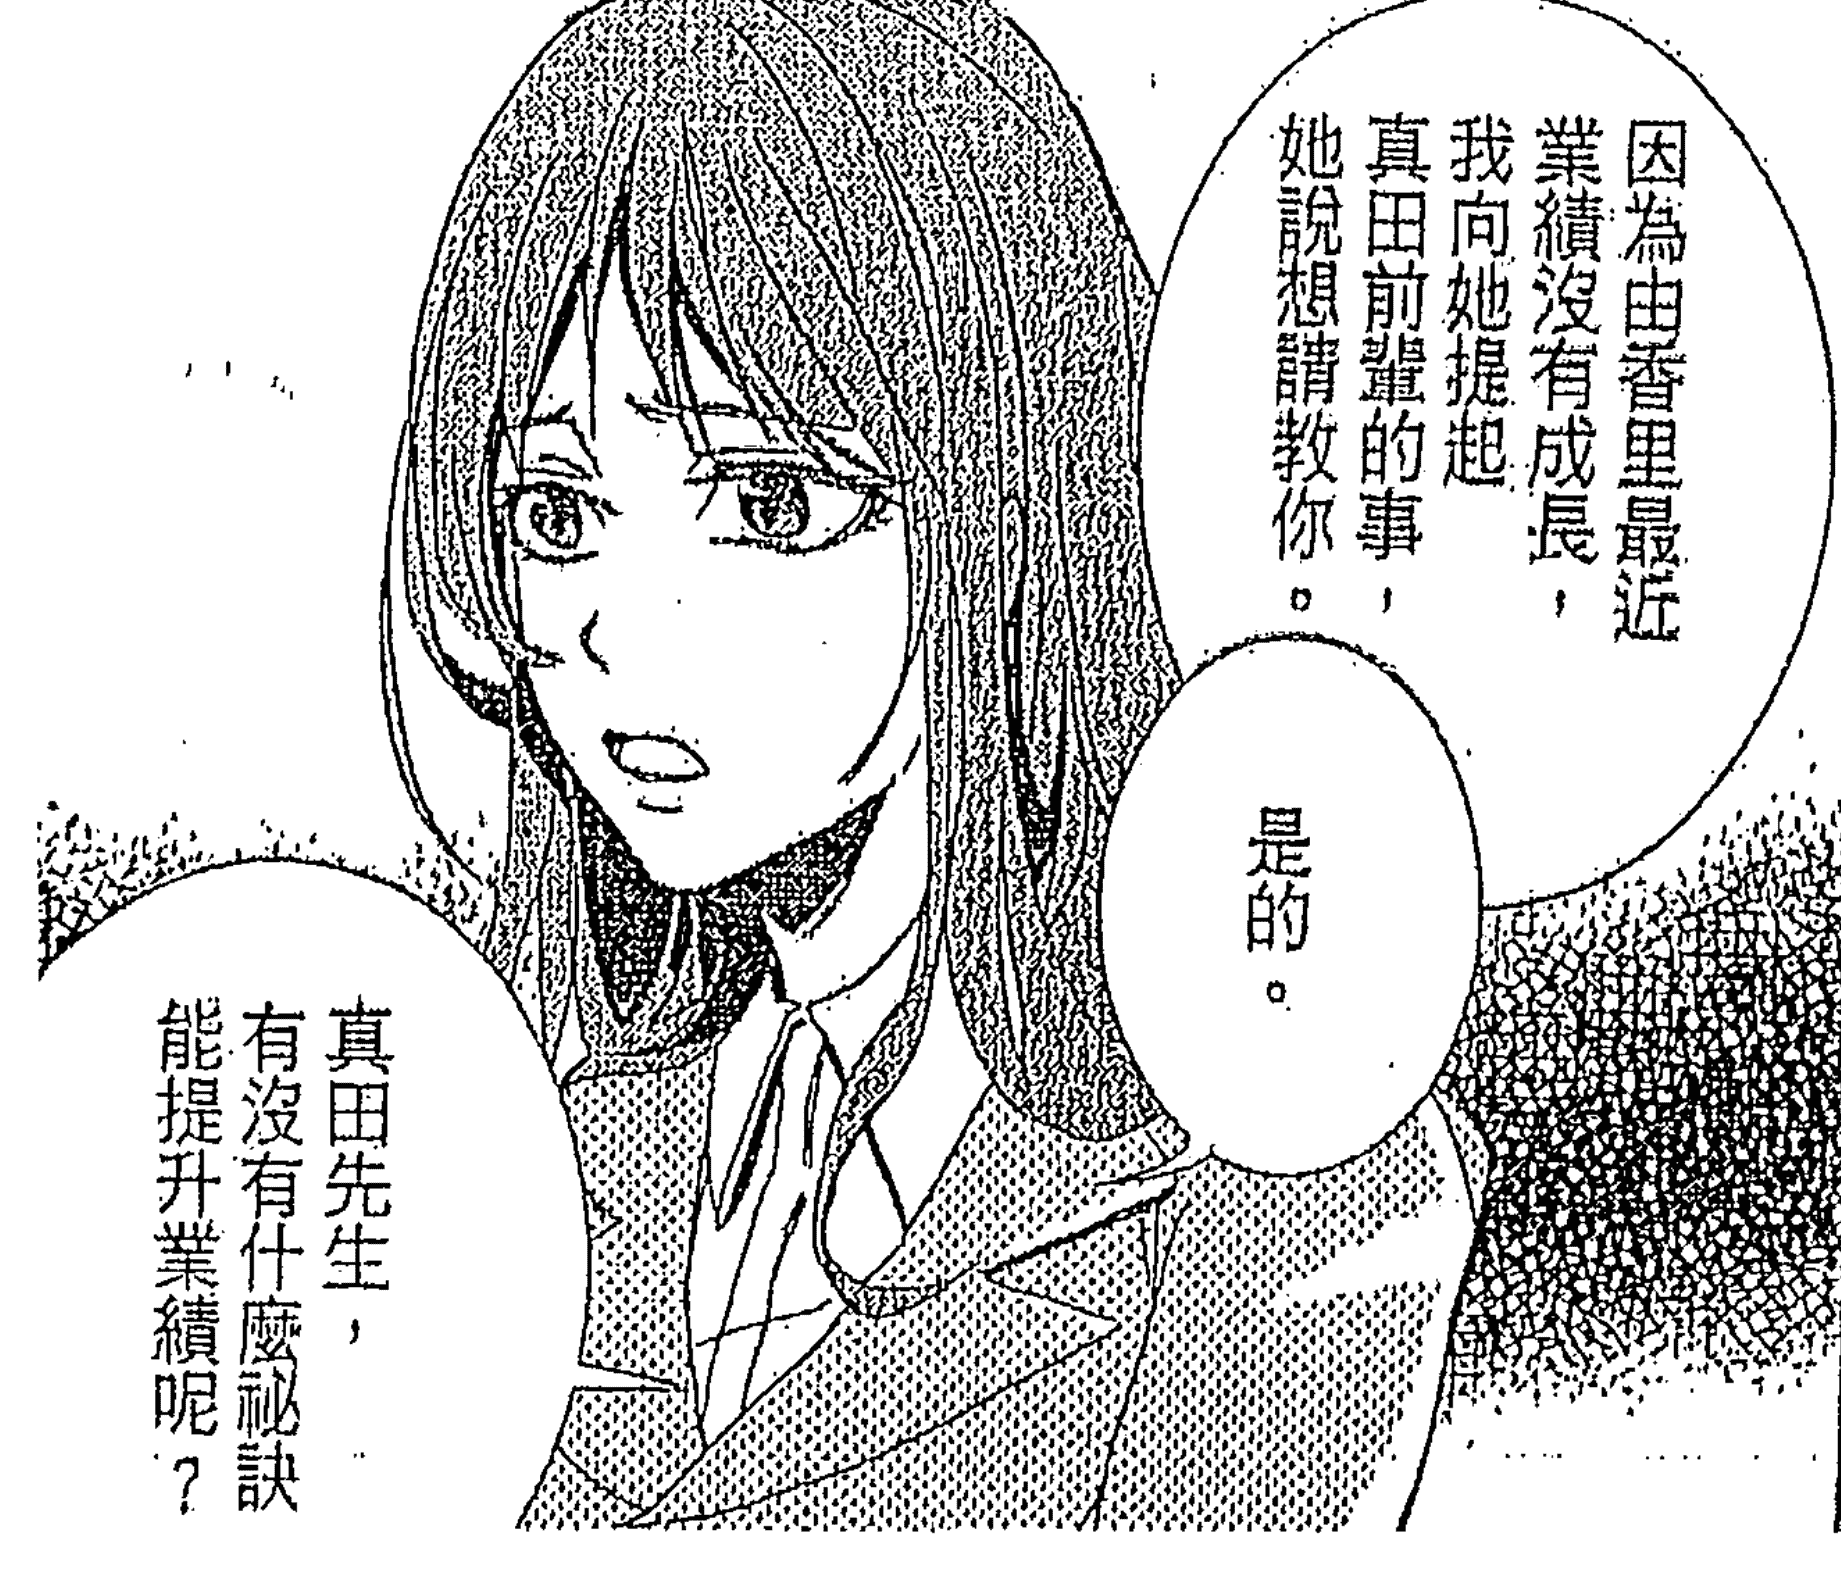 因為由香里最近
業績沒有成長，
我向她提起
真田前輩的事，
她說想請教你。
是的。
真田先生，
有沒有什麼祕訣
能提升業績呢？